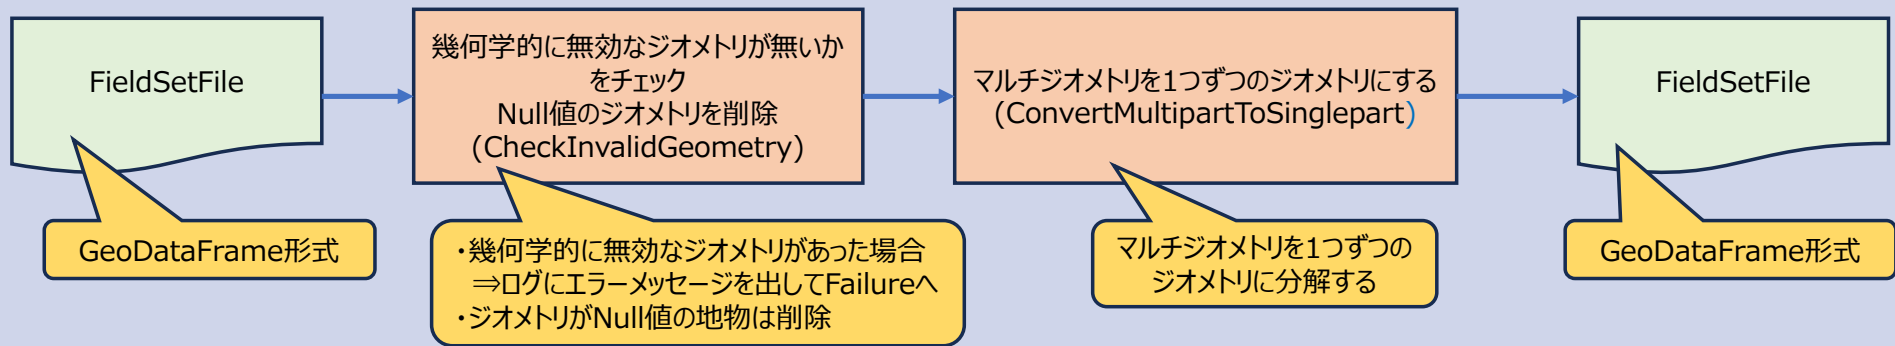 FieldSetFile
幾何学的に無効なジオメトリが無いか
をチェック
Null値のジオメトリを削除
(CheckInvalidGeometry)
マルチジオメトリを1つずつのジオメトリにする
(ConvertMultipartToSinglepart)
FieldSetFile
GeoDataFrame形式
・幾何学的に無効なジオメトリがあった場合
⇒ログにエラーメッセージを出してFailureへ
・ジオメトリがNull値の地物は削除
マルチジオメトリを1つずつの
ジオメトリに分解する
GeoDataFrame形式